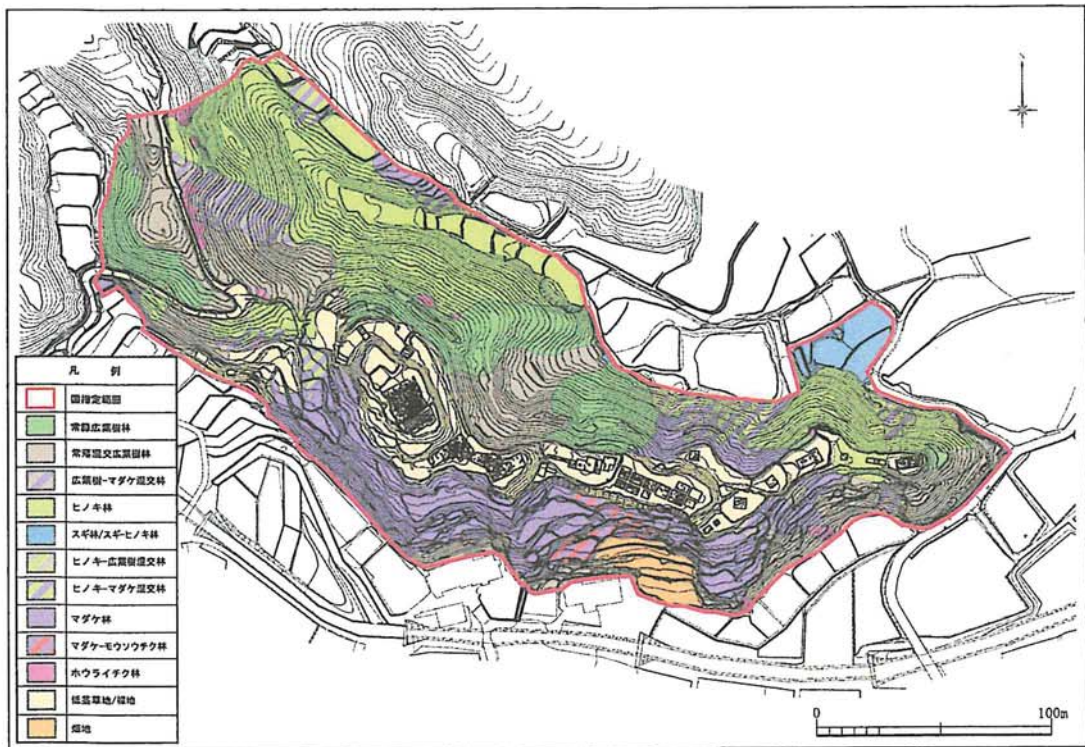 凡 例
国指定範囲
常緑広葉樹林
常落混交広葉樹林
広葉樹-マダケ混交林
ヒノキ林
スギ林/スギ-ヒノキ林
ヒノキ-広葉樹混交林
ヒノキ-マダケ混交林
マダケ林
マダケ-モウソウチク林
ホウライチク林
低茎草地/裸地
畑地
0
100m